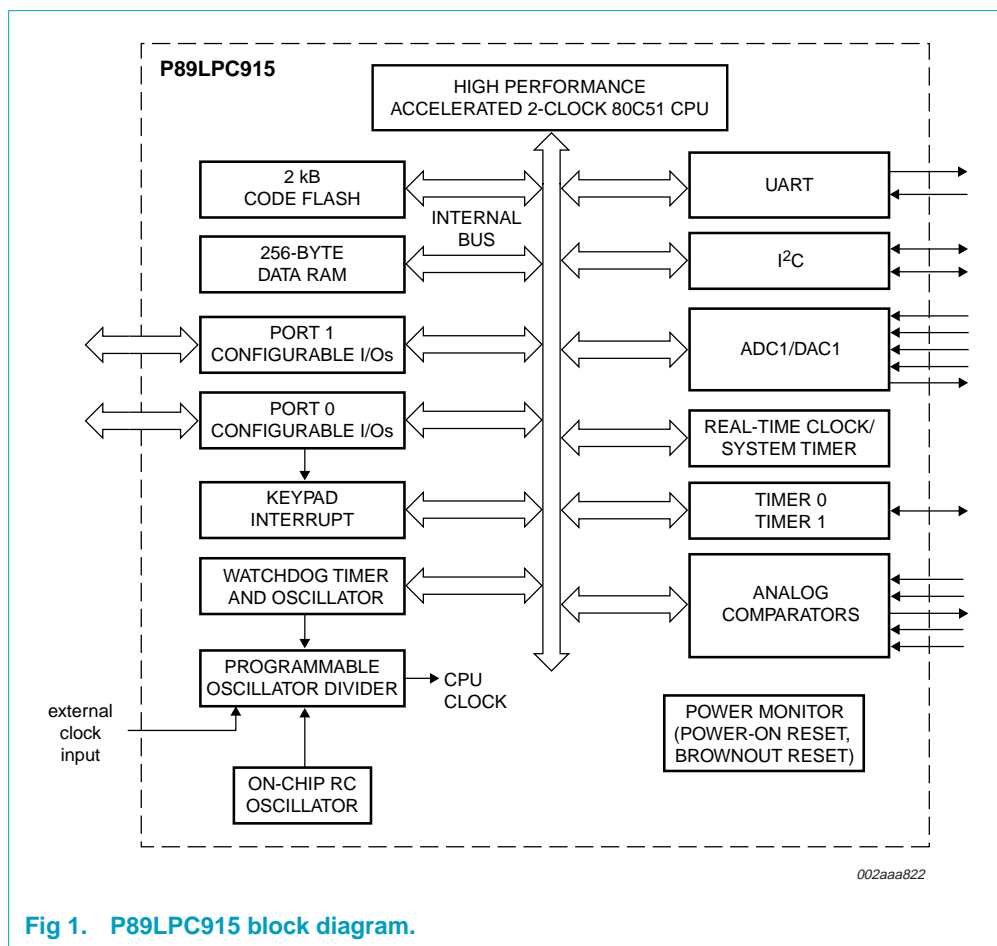 P89LPC915
HIGH PERFORMANCE
ACCELERATED 2-CLOCK 80C51 CPU
2 kB
CODE FLASH
INTERNAL
BUS
256-BYTE
DATA RAM
PORT 1
CONFIGURABLE I/Os
PORT 0
CONFIGURABLE I/Os
KEYPAD
INTERRUPT
WATCHDOG TIMER
AND OSCILLATOR
PROGRAMMABLE
OSCILLATOR DIVIDER
CPU
CLOCK
external
clock
input
ON-CHIP RC
OSCILLATOR
UART
I²C
ADC1/DAC1
REAL-TIME CLOCK/
SYSTEM TIMER
TIMER 0
TIMER 1
ANALOG
COMPARATORS
POWER MONITOR
(POWER-ON RESET,
BROWNOUT RESET)
002aaa822
Fig 1. P89LPC915 block diagram.